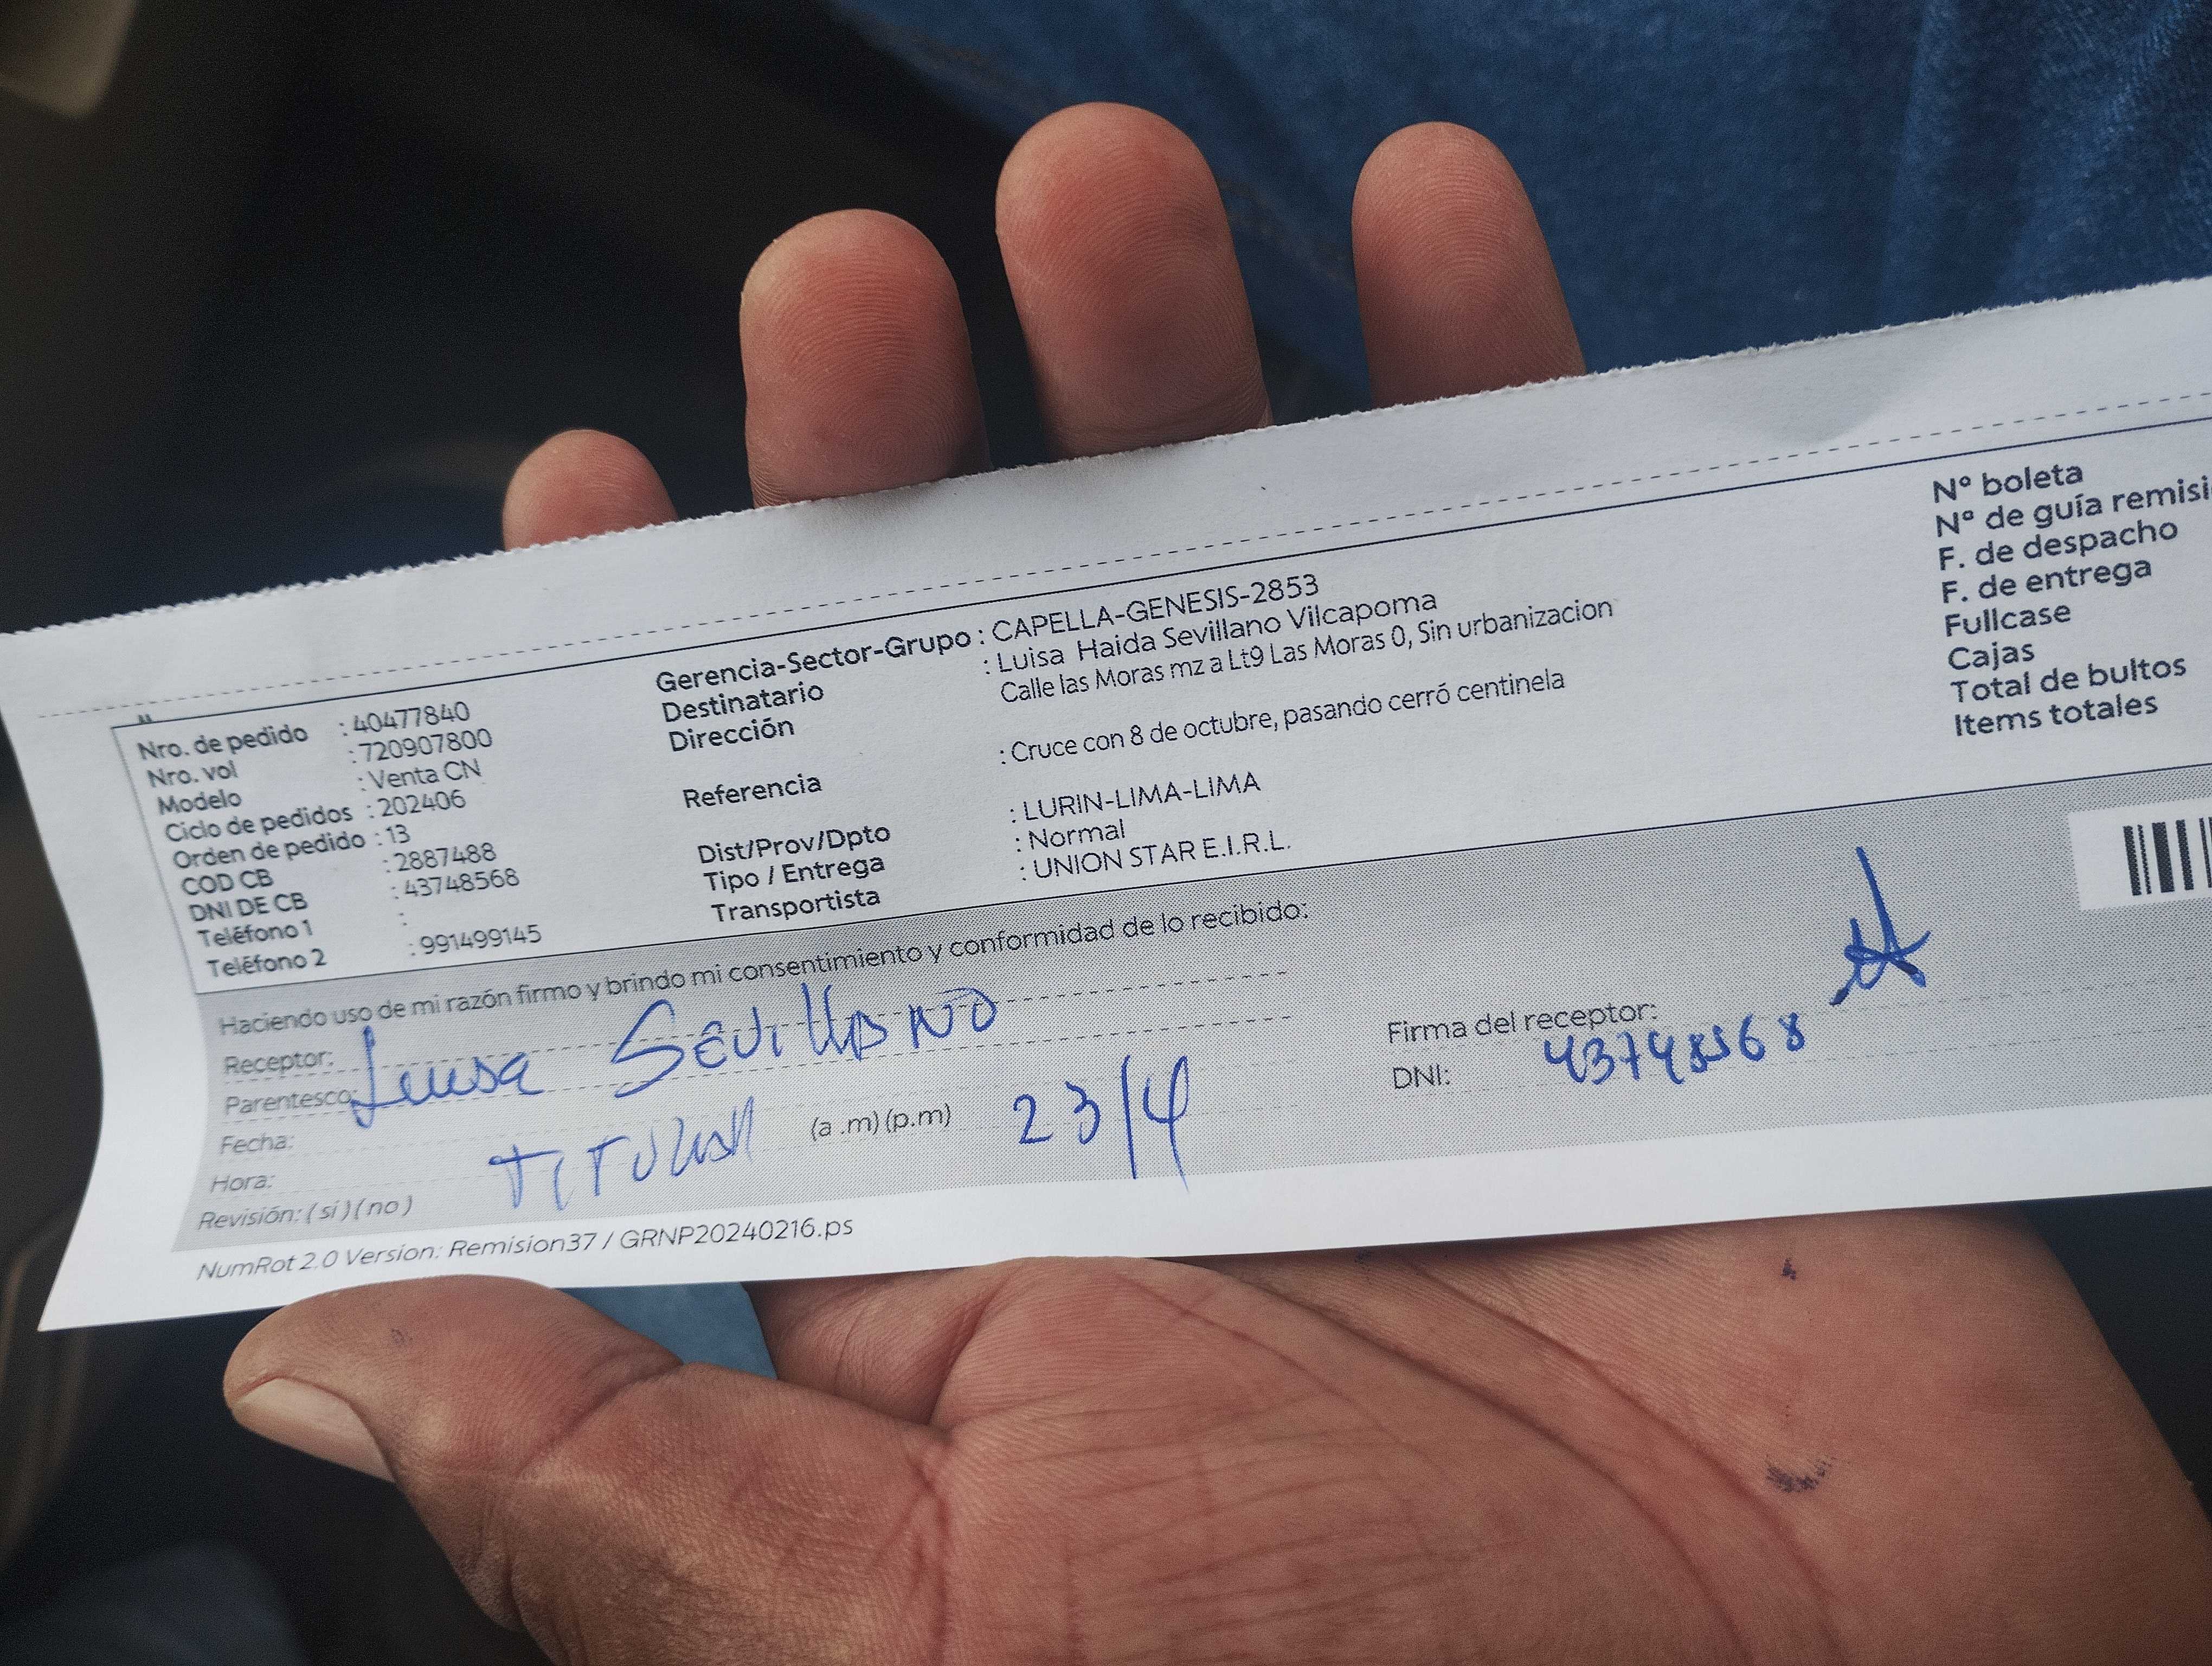 Nro. de pedido : 40477840
Nro. vol : 720907800
Modelo : Venta CN
Ciclo de pedidos : 202406
Orden de pedido : 13
COD CB : 2887488
DNI DE CB : 43748568
Teléfono 1 :
Teléfono 2 : 991499145
Gerencia-Sector-Grupo : CAPELLA-GENESIS-2853
Destinatario : Luisa Haida Sevillano Vilcapoma
Dirección Calle las Moras mz a Lt9 Las Moras 0, Sin urbanizacion
Referencia : Cruce con 8 de octubre, pasando cerró centinela
Dist/Prov/Dpto : LURIN-LIMA-LIMA
Tipo / Entrega : Normal
Transportista : UNION STAR E.I.R.L.
Nº boleta
Nº de guía remisi
F. de despacho
F. de entrega
Fullcase
Cajas
Total de bultos
Items totales
Haciendo uso de mi razón firmo y brindo mi consentimiento y conformidad de lo recibido:
Receptor: Luisa Sevillano
Parentesco:
Fecha: Titular (a .m) (p.m) 23/4
Hora:
Revisión: ( sí ) ( no )
Firma del receptor:
DNI: 43748568
NumRot 2.0 Version: Remision37 / GRNP20240216.ps